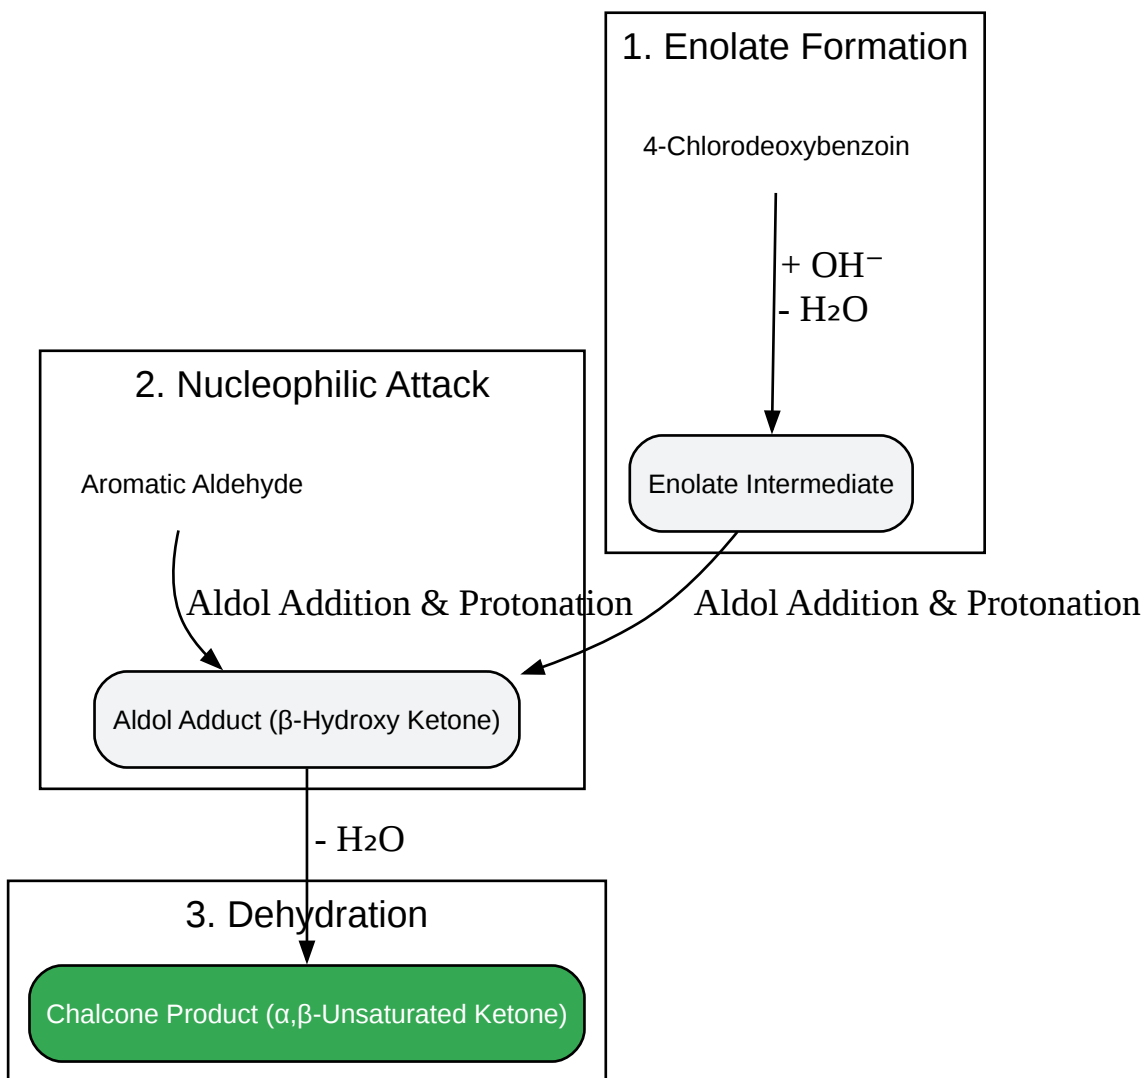 1. Enolate Formation
4-Chlorodeoxybenzoin
+ OH⁻
- H₂O
2. Nucleophilic Attack
Aromatic Aldehyde
Enolate Intermediate
Aldol Addition & Protonation
Aldol Addition & Protonation
Aldol Adduct (β-Hydroxy Ketone)
- H₂O
3. Dehydration
Chalcone Product (α,β-Unsaturated Ketone)